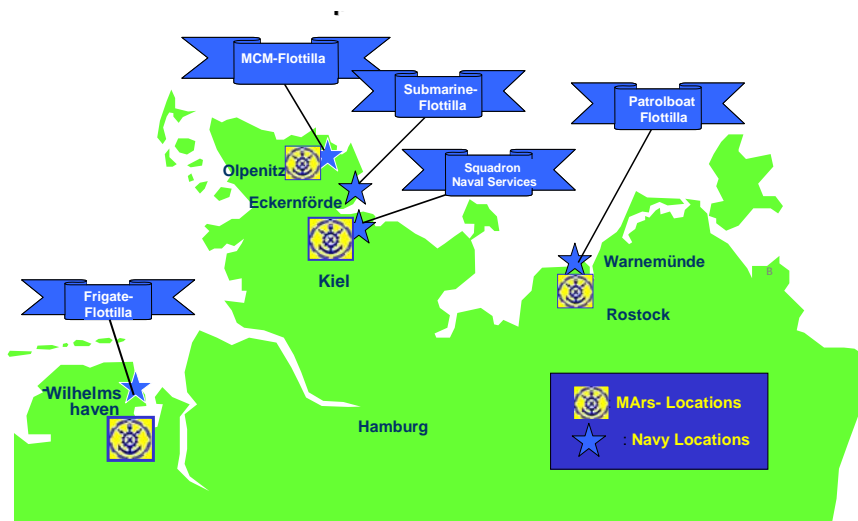 MCM-Flottilla
Submarine-
Flottilla
Patrolboat
Flottilla
Squadron
Naval Services
Olpenitz
Eckernförde
Kiel
Warnemünde
B
Rostock
Frigate-
Flottilla
-Wilhelms
haven
Hamburg
MArs- Locations
: Navy Locations